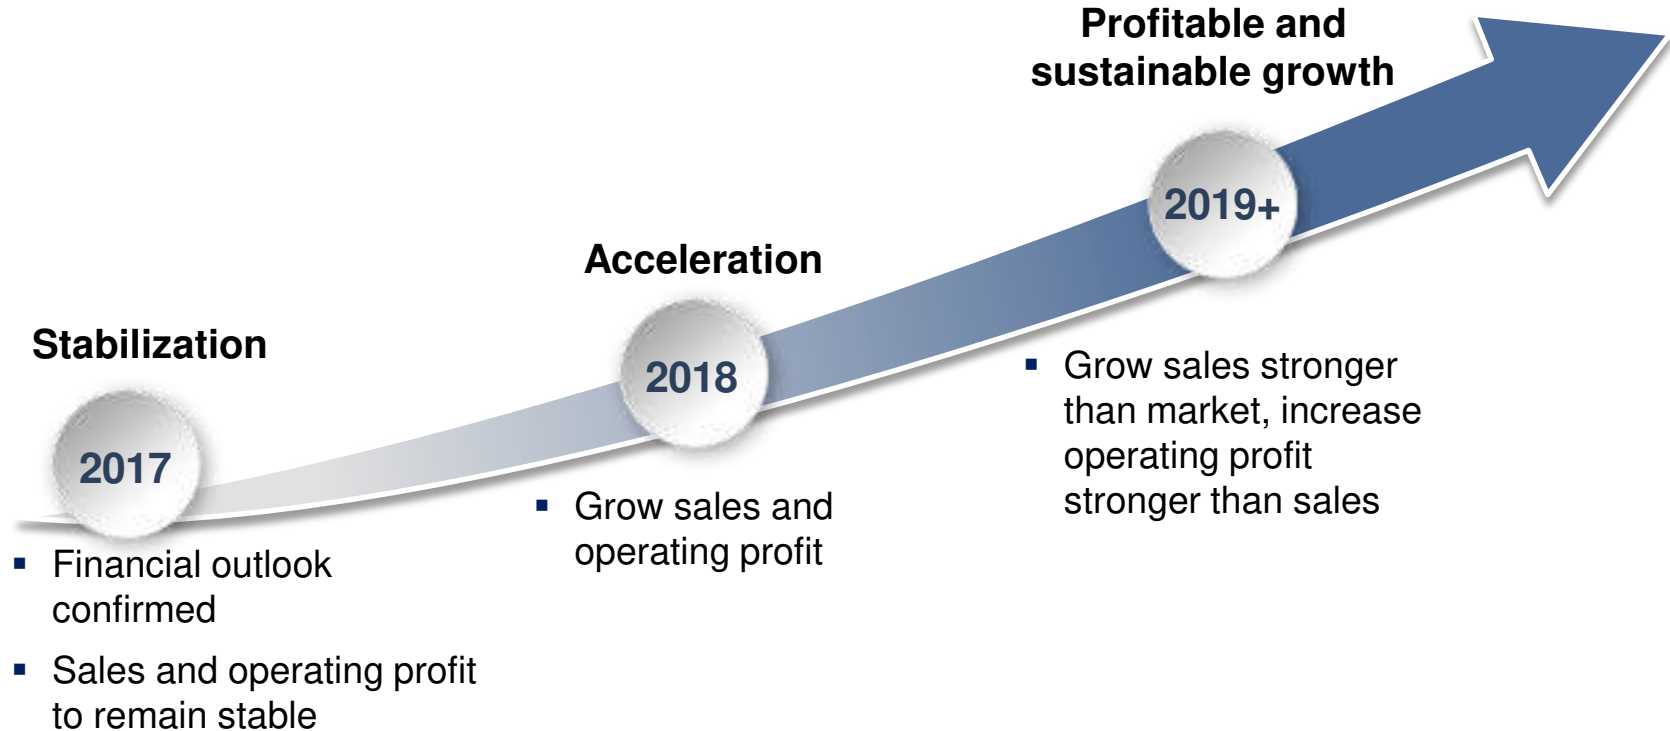 Profitable and
sustainable growth
2019+
Acceleration
2018
Stabilization
2017
▪ Grow sales stronger
than market, increase
operating profit
stronger than sales
▪ Grow sales and
operating profit
▪ Financial outlook
confirmed
▪ Sales and operating profit
to remain stable